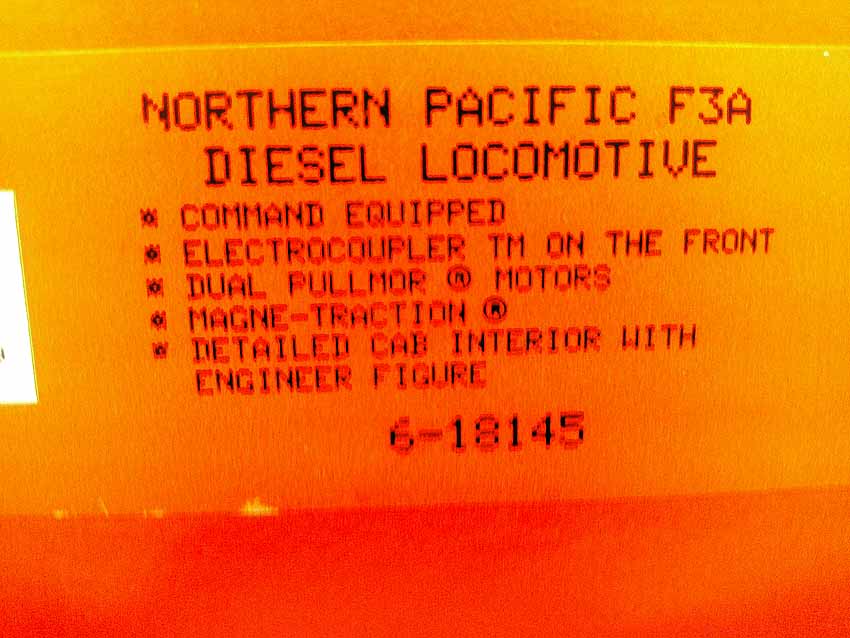 NORTHERN PACIFIC F3A
DIESEL LOCOMOTIVE
* COMMAND EQUIPPED
* ELECTROCOUPLER TM ON THE FRONT
* DUAL PULLMOR ® MOTORS
* MAGNE-TRACTION ®
* DETAILED CAB INTERIOR WITH
ENGINEER FIGURE
6-18145